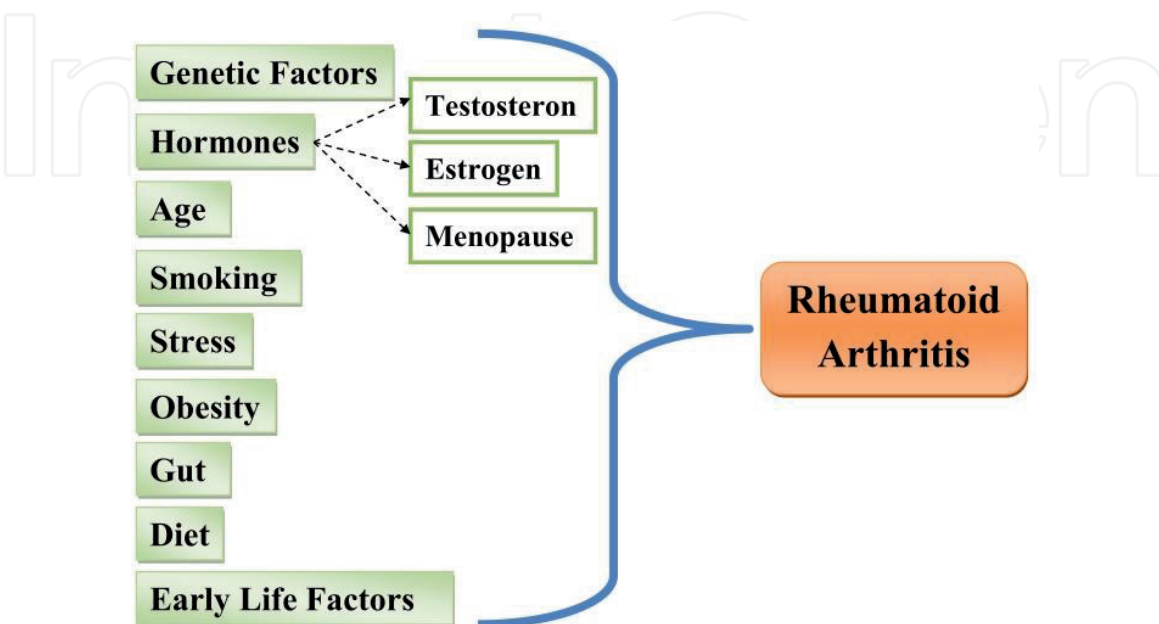 Genetic Factors
Hormones
Testosteron
Estrogen
Menopause
Age
Smoking
Stress
Obesity
Gut
Diet
Early Life Factors
Rheumatoid
Arthritis